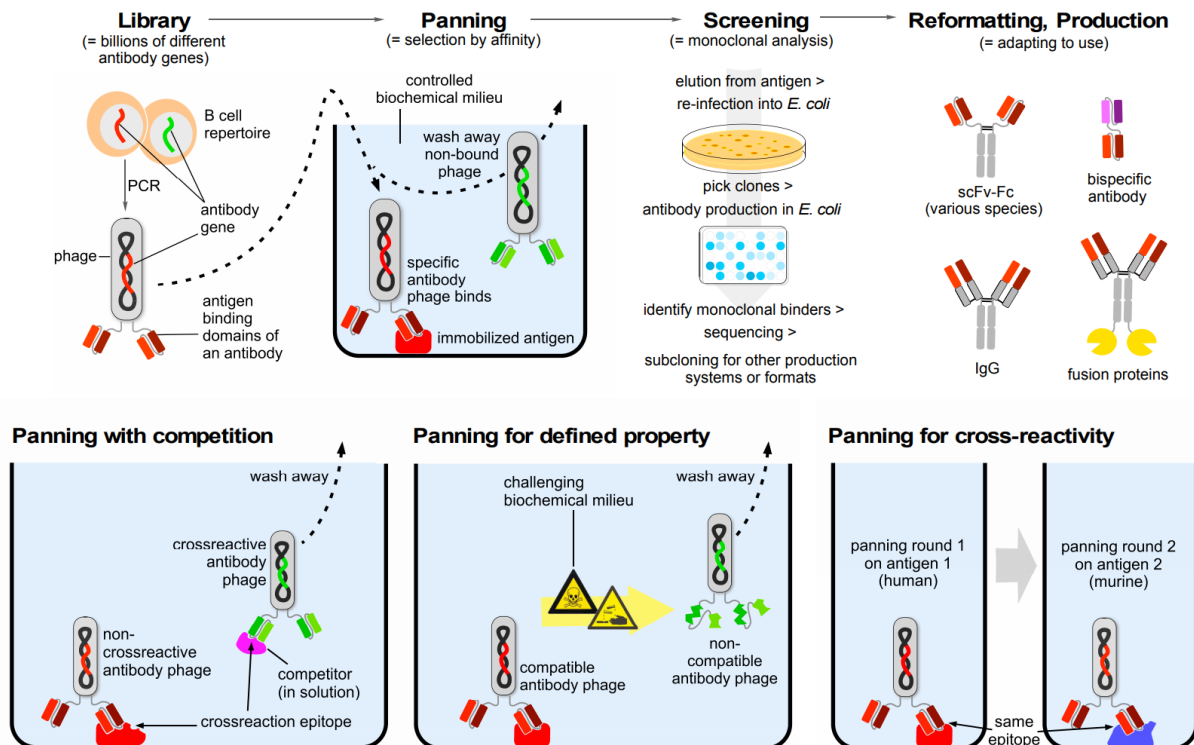 Library
(= billions of different
antibody genes)
B cell
repertoire
PCR
antibody
gene
phage
antigen
binding
domains of
an antibody
Panning
(= selection by affinity)
controlled
biochemical milieu
wash away
non-bound
phage
specific
antibody
phage binds
immobilized antigen
Screening
(= monoclonal analysis)
elution from antigen >
re-infection into E. coli
pick clones >
antibody production in E. coli
identify monoclonal binders >
sequencing >
subcloning for other production
systems or formats
Reformatting, Production
(= adapting to use)
scFv-Fc
(various species)
bispecific
antibody
IgG
fusion proteins
Panning with competition
wash away
crossreactive
antibody
phage
non-
crossreactive
antibody phage
competitor
(in solution)
crossreaction epitope
Panning for defined property
challenging
biochemical milieu
wash away
compatible
antibody phage
non-
compatible
antibody phage
Panning for cross-reactivity
panning round 1
on antigen 1
(human)
panning round 2
on antigen 2
(murine)
same
epitope